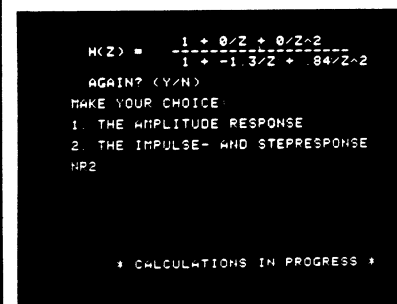 1 + 0/Z + 0/Z^2
H(Z) = --------------------
1 + -1.3/Z + .84/Z^2
AGAIN? (Y/N)
MAKE YOUR CHOICE:
1. THE AMPLITUDE RESPONSE
2. THE IMPULSE- AND STEPRESPONSE
NP2
* CALCULATIONS IN PROGRESS *